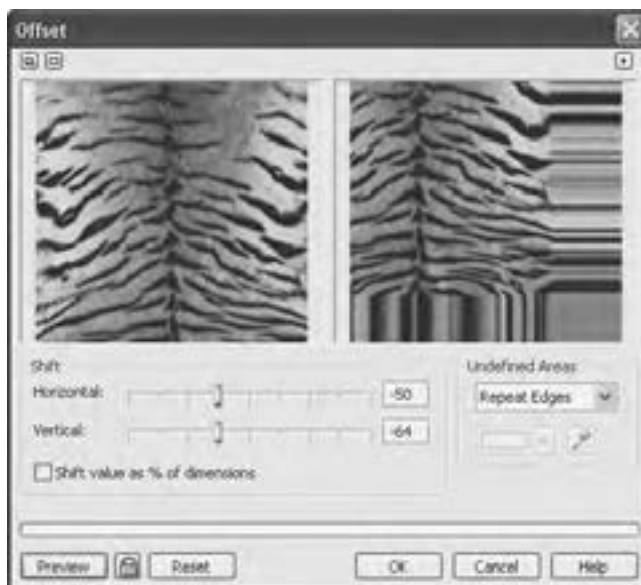 Offset
Shift
Horizontal:
-50
Vertical:
-64
Shift value as % of dimensions
Undefined Areas
Repeat Edges
Preview
Reset
OK
Cancel
Help